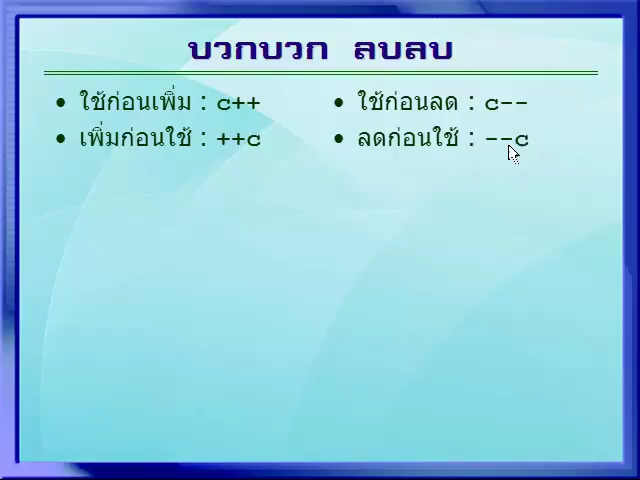 บวกบวก ลบลบ
• ใช้ก่อนเพิ่ม : c++
• เพิ่มก่อนใช้ : ++c
• ใช้ก่อนลด : c--
• ลดก่อนใช้ : --c